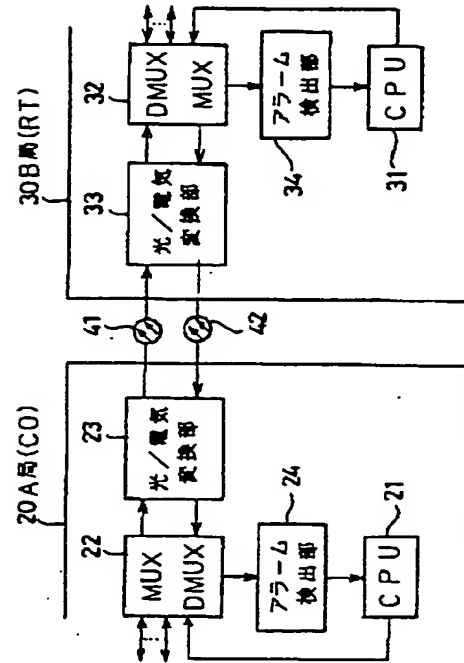 20A局(CO)
22
MUX
DMUX
23
光/電気
変換部
24
アラーム
検出部
21
CPU
41
42
30B局(RT)
33
光/電気
変換部
32
DMUX
MUX
34
アラーム
検出部
31
CPU